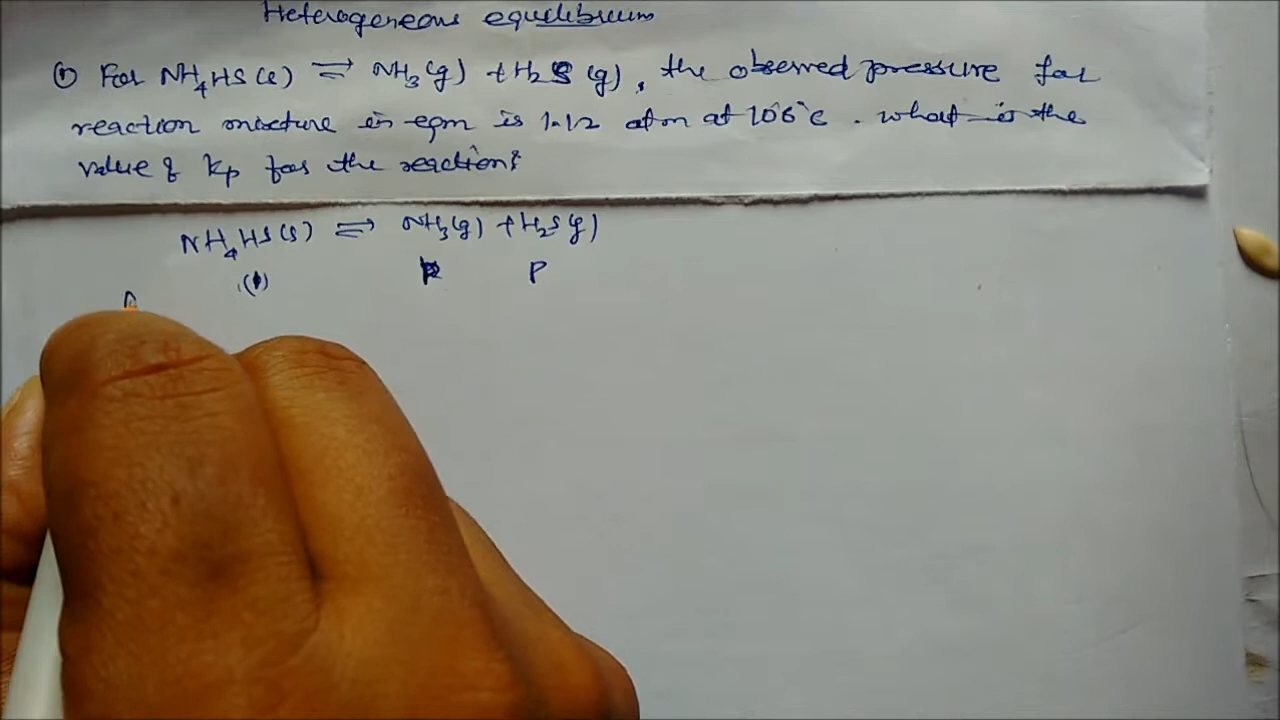 Heterogeneous equilibrium
① For NH₄HS(s) ⇌ NH₃(g) + H₂S (g), the observed pressure for
reaction mixture in eqm is 1.12 atm at 106°C. what is the
value of Kp for the reaction?
NH₄HS(s) ⇌ NH₃(g) + H₂S(g)
(1) P P